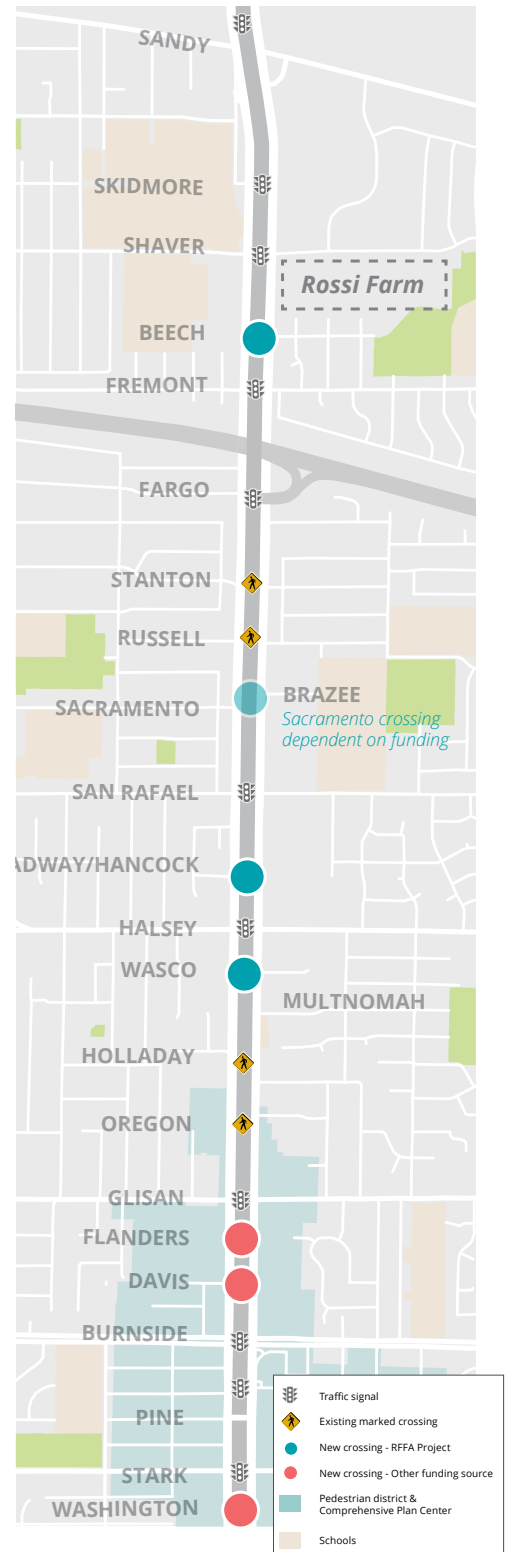 SANDY
SKIDMORE
SHAVER
Rossi Farm
BEECH
FREMONT
FARGO
STANTON
RUSSELL
BRAZEE
SACRAMENTO
Sacramento crossing
dependent on funding
SAN RAFAEL
ADWAY/HANCOCK
HALSEY
WASCO
MULTNOMAH
HOLLADAY
OREGON
GLISAN
FLANDERS
DAVIS
BURNSIDE
PINE
STARK
WASHINGTON
Traffic signal
Existing marked crossing
New crossing - RFFA Project
New crossing - Other funding source
Pedestrian district &
Comprehensive Plan Center
Schools